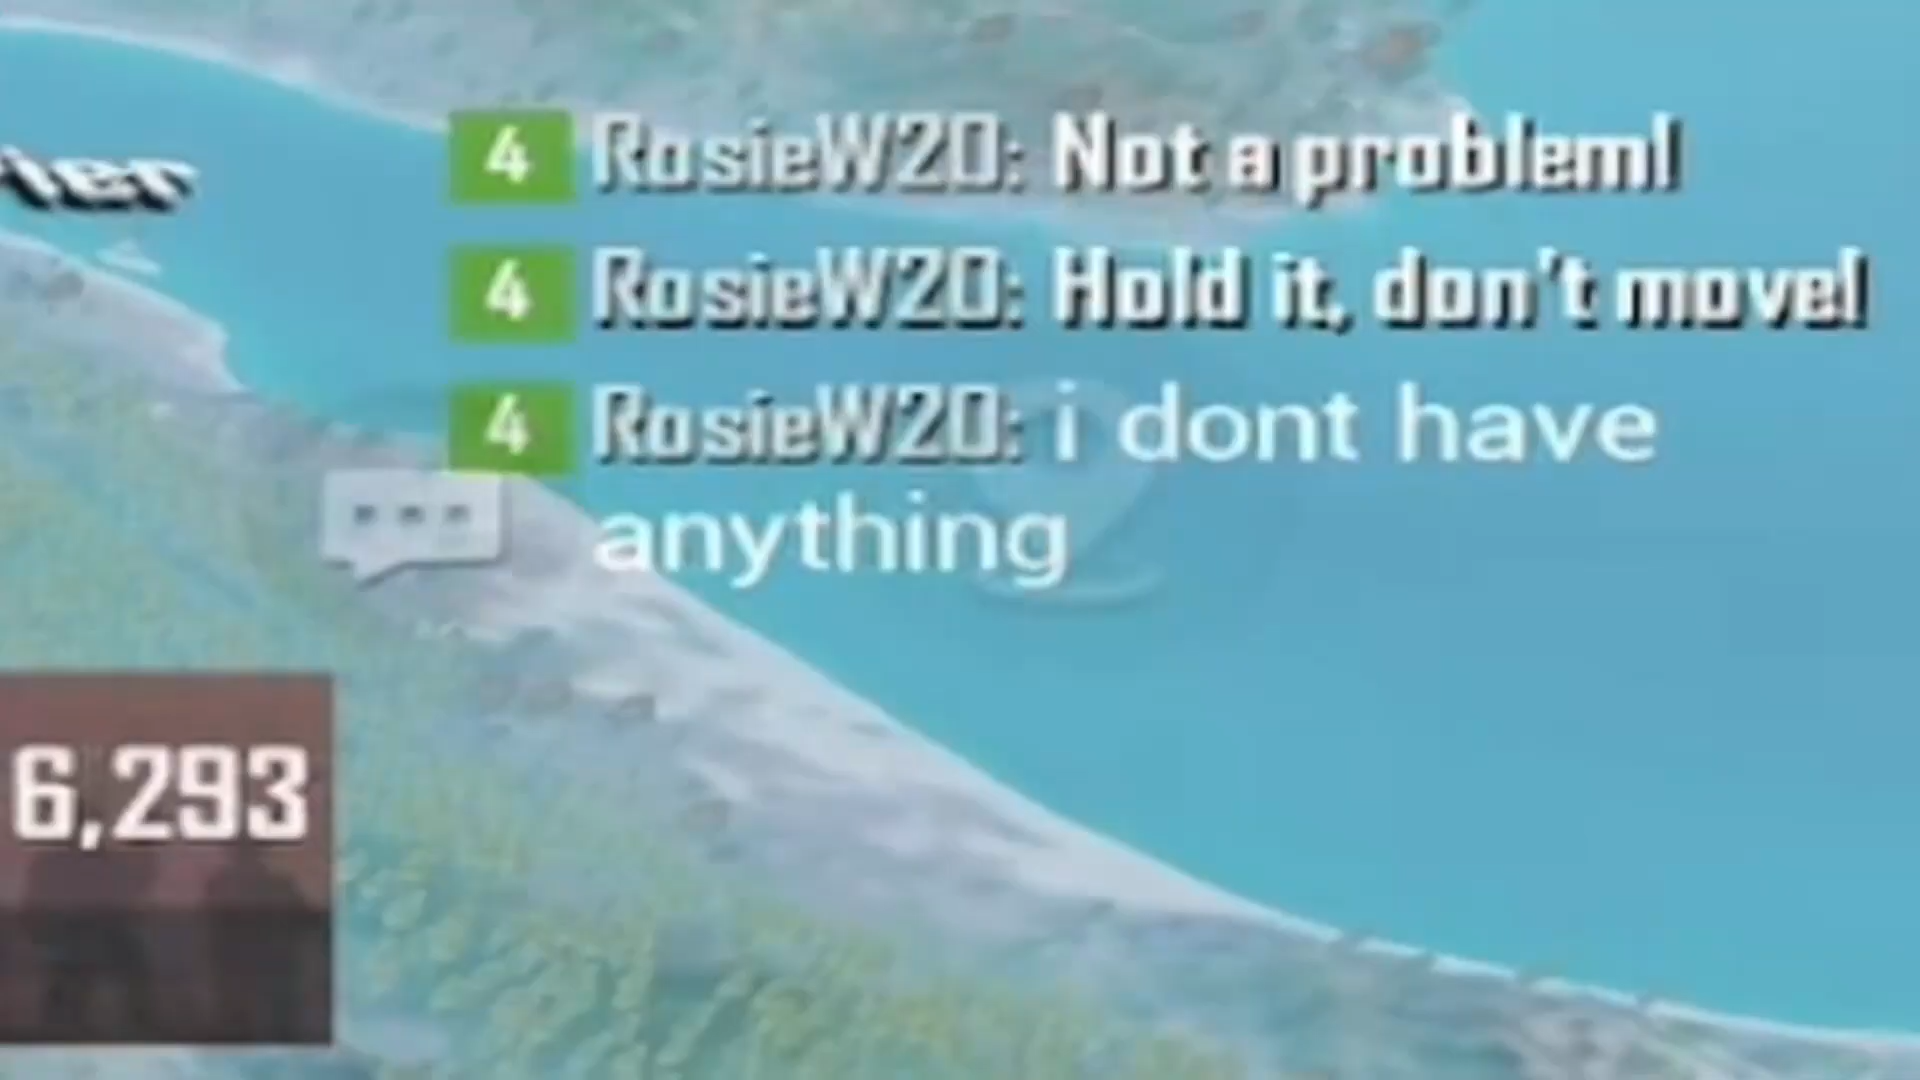 4 RosieW20: Not a problem!
4 RosieW20: Hold it, don't move!
4 RosieW20: i dont have
anything
6,293